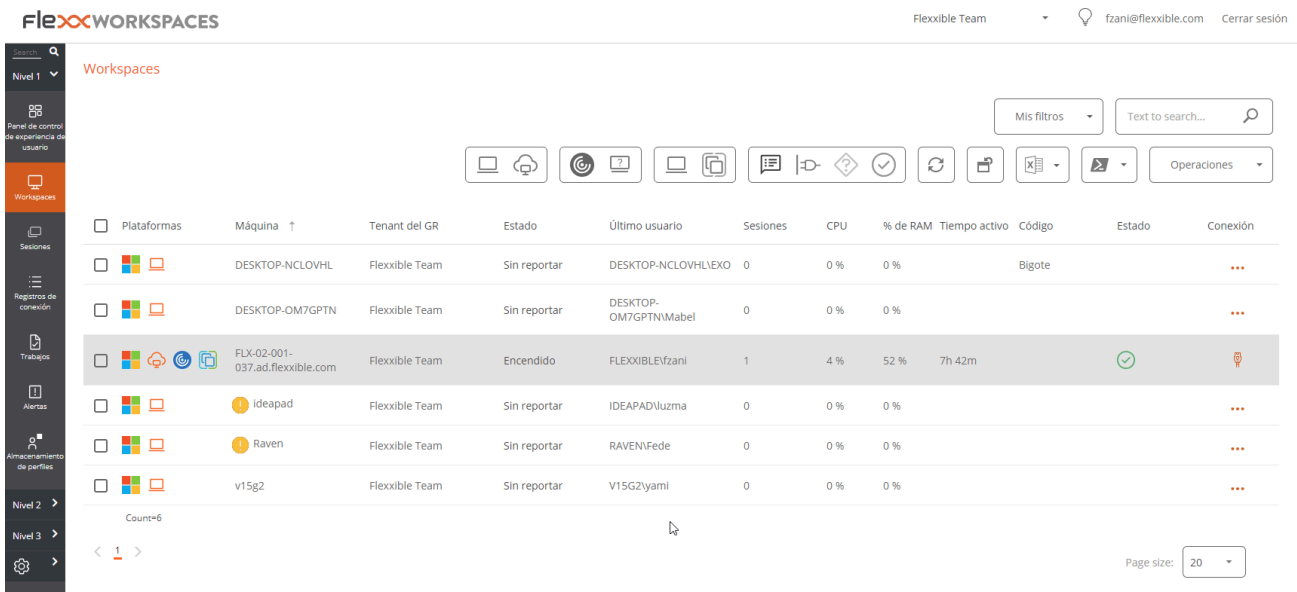 FlexxWORKSPACES
Flexxible Team
fzani@flexxible.com
Cerrar sesión
Search
Nivel 1
Panel de control
de experiencia de
usuario
Workspaces
Sesiones
Registros de
conexión
Trabajos
Alertas
Almacenamiento
de perfiles
Nivel 2
Nivel 3
Workspaces
Mis filtros
Text to search...
Operaciones
Plataformas Máquina Tenant del GR Estado Último usuario Sesiones CPU % de RAM Tiempo activo Código Estado Conexión
DESKTOP-NCLOVHL Flexxible Team Sin reportar DESKTOP-NCLOVHL\EXO 0 0 % 0 % Bigote
DESKTOP-OM7GPTN Flexxible Team Sin reportar DESKTOP-
OM7GPTN\Mabel 0 0 % 0 %
FLX-02-001-
037.ad.flexxible.com Flexxible Team Encendido FLEXXIBLE\fzani 1 4 % 52 % 7h 42m
ideapad Flexxible Team Sin reportar IDEAPAD\luzma 0 0 % 0 %
Raven Flexxible Team Sin reportar RAVEN\Fede 0 0 % 0 %
v15g2 Flexxible Team Sin reportar V15G2\yami 0 0 % 0 %
Count=6
1
Page size: 20